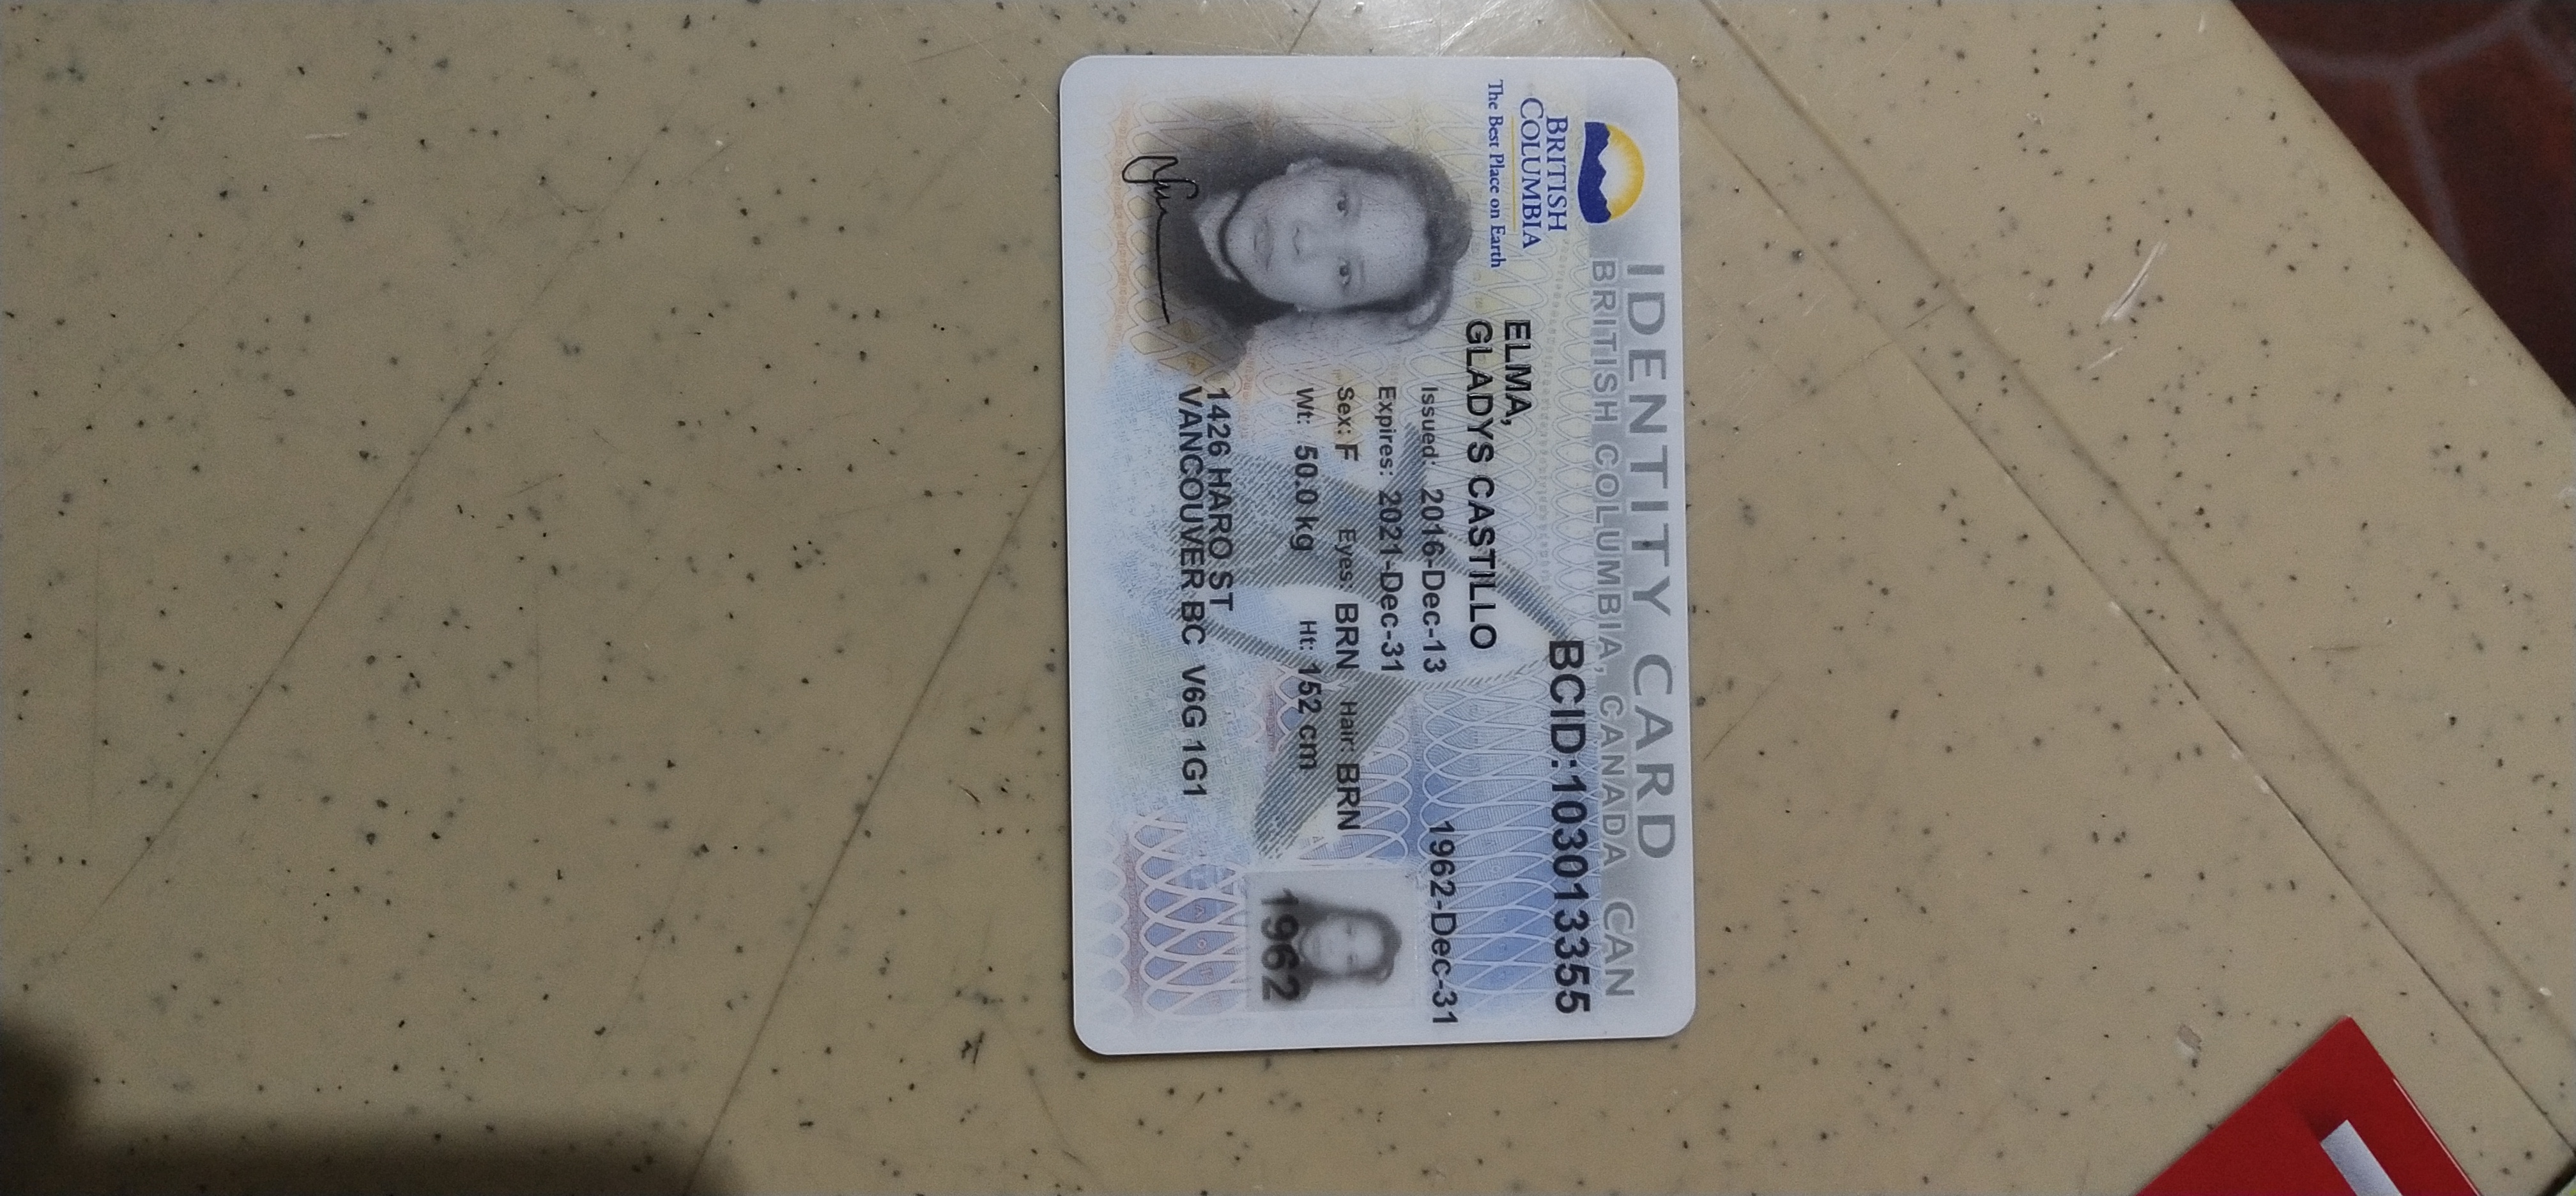 IDENTITY CARD
BRITISH COLUMBIA, CANADA CAN
BRITISH
COLUMBIA
The Best Place on Earth
BCID:1030133355
ELMA,
GLADYS CASTILLO
Issued: 2016-Dec-13
1962-Dec-31
Expires: 2021-Dec-31
Sex: F Eyes: BRN Hair: BRN
Wt: 50.0 kg Ht: 152 cm
1962
1426 HARO ST
VANCOUVER BC V6G 1G1